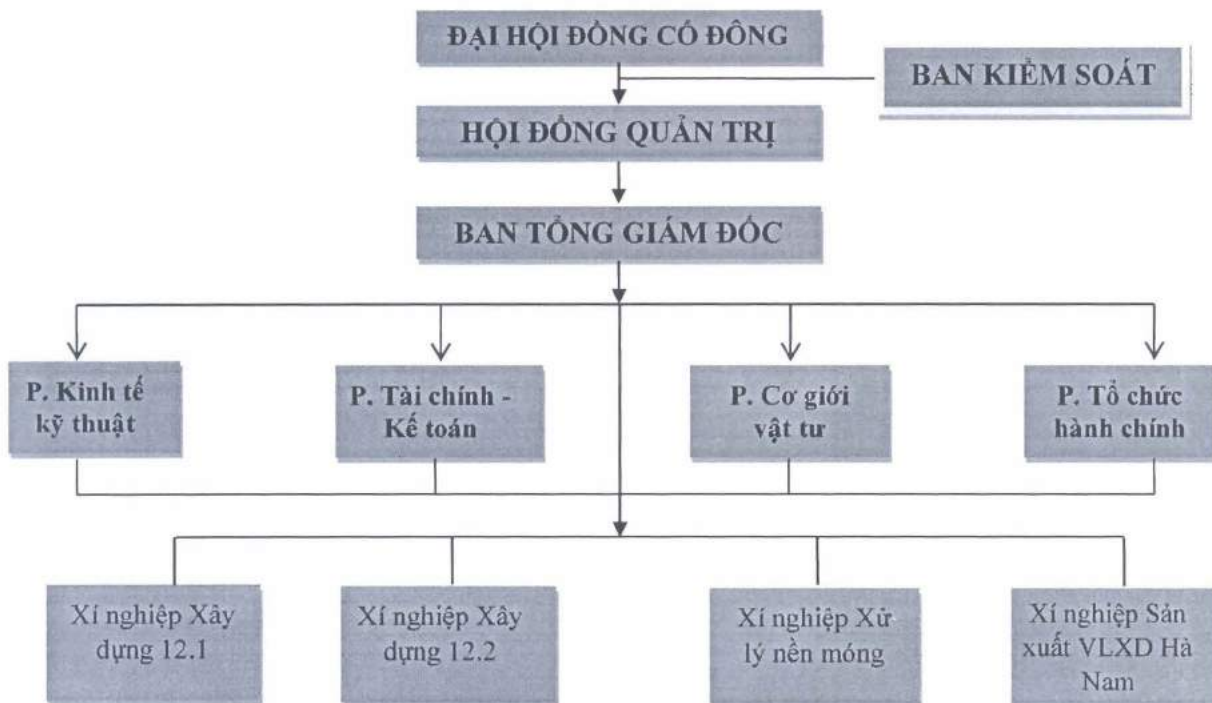 ĐẠI HỘI ĐỒNG CỔ ĐÔNG
BAN KIỂM SOÁT
HỘI ĐỒNG QUẢN TRỊ
BAN TỔNG GIÁM ĐỐC
P. Kinh tế
kỹ thuật
P. Tài chính -
Kế toán
P. Cơ giới
vật tư
P. Tổ chức
hành chính
Xí nghiệp Xây
dựng 12.1
Xí nghiệp Xây
dựng 12.2
Xí nghiệp Xử
lý nền móng
Xí nghiệp Sản
xuất VLXD Hà
Nam